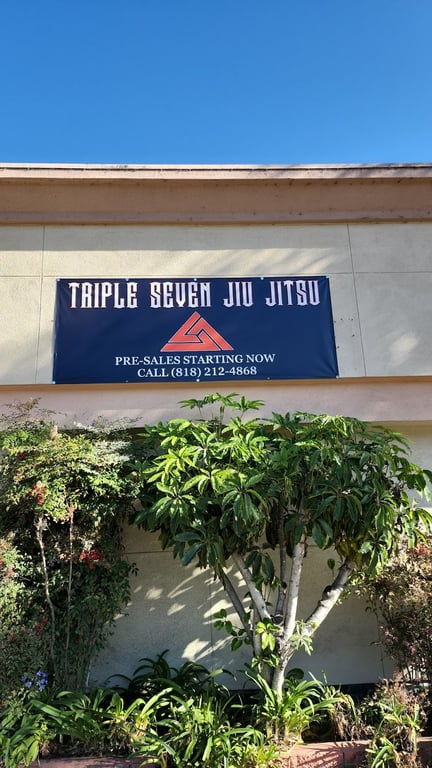 TRIPLE SEVEN JIU JITSU
PRE-SALES STARTING NOW
CALL (818) 212-4868